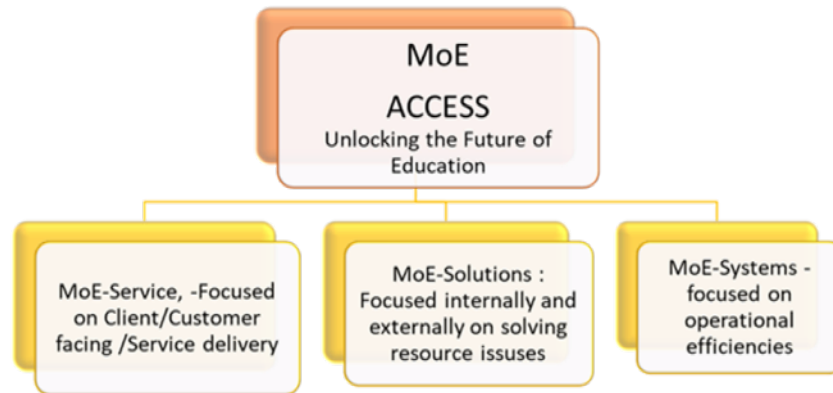 MoE
ACCESS
Unlocking the Future of
Education
MoE-Service, -Focused
on Client/Customer
facing /Service delivery
MoE-Solutions :
Focused internally and
externally on solving
resource issuses
MoE-Systems -
focused on
operational
efficiencies